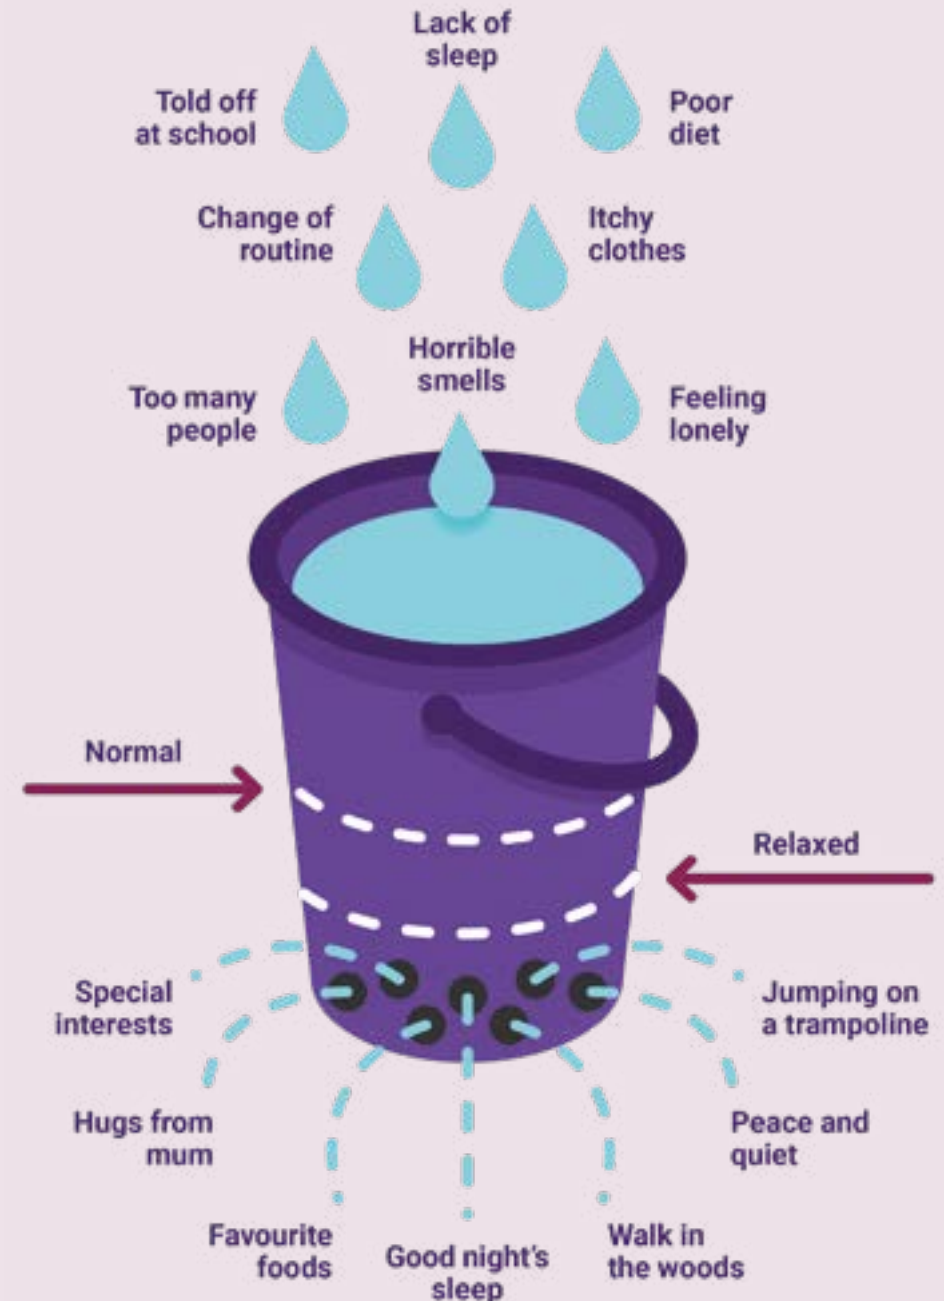 Lack of
sleep
Told off
at school
Poor
diet
Change of
routine
Itchy
clothes
Horrible
smells
Too many
people
Feeling
lonely
Normal
Relaxed
Special
interests
Jumping on
a trampoline
Hugs from
mum
Peace and
quiet
Favourite
foods
Good night's
sleep
Walk in
the woods